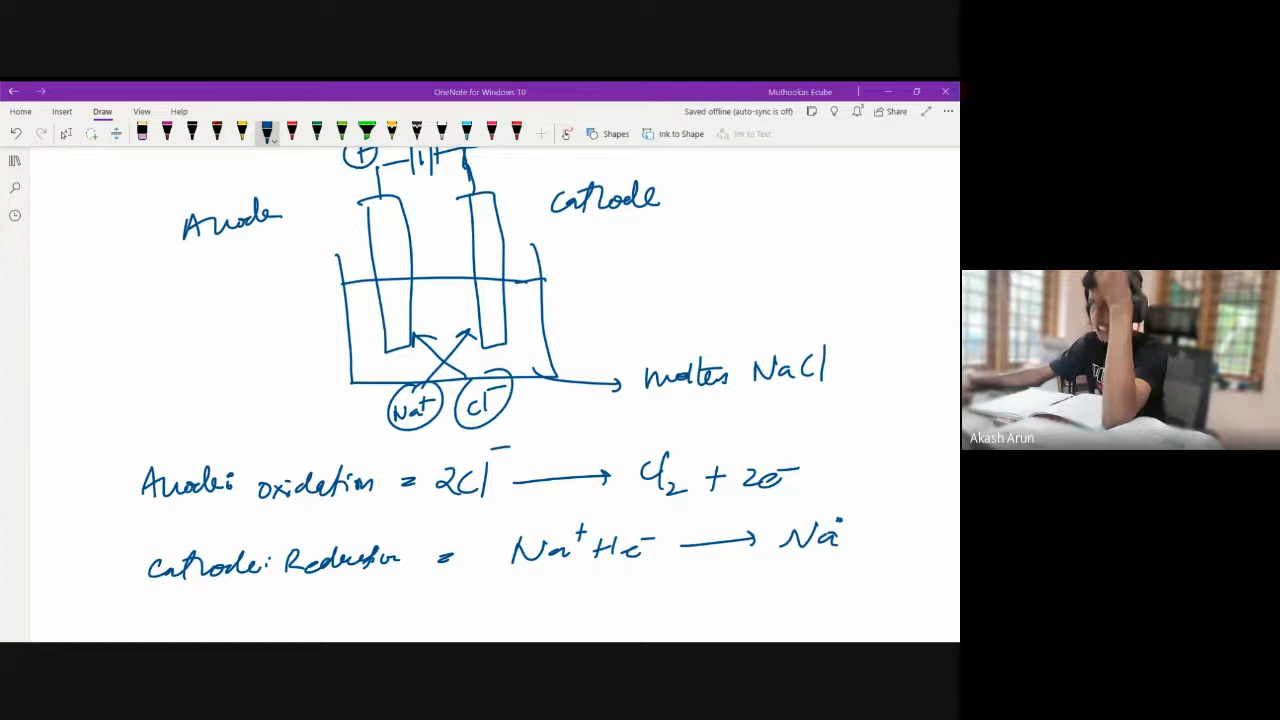 OneNote for Windows 10
Muthookas Ecube
Home Insert Draw View Help
Saved offline (auto-sync is off)
Share
Shapes
Ink to Shape
Ink to Text
+
Anode
Cathode
molten NaCl
Na+
Cl−
Anode: oxidation = 2Cl− → Cl2 + 2e−
Cathode: Reduction = Na+ + 1e− → Na
Akash Arun